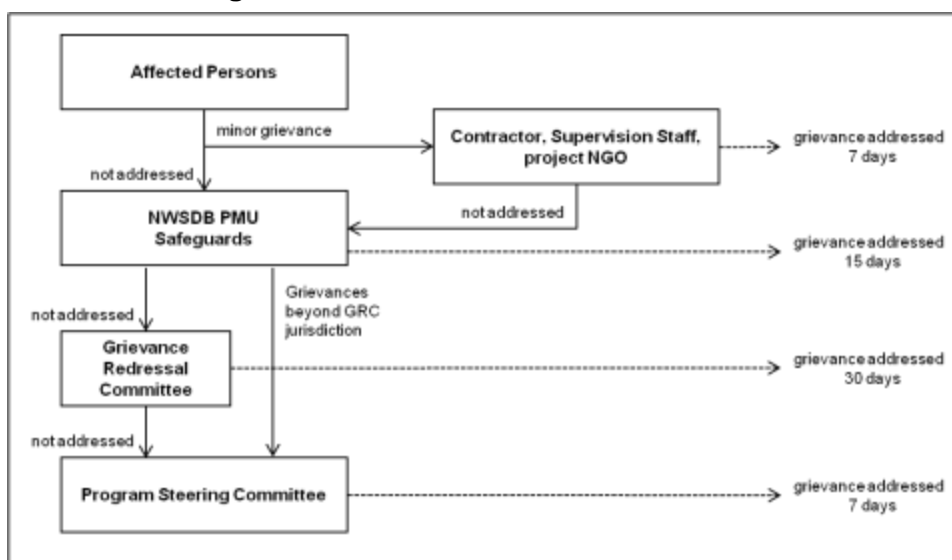 Affected Persons
minor grievance
Contractor, Supervision Staff,
project NGO
grievance addressed
7 days
not addressed
not addressed
NWSDB PMU
Safeguards
grievance addressed
15 days
Grievances
beyond GRC
jurisdiction
not addressed
Grievance
Redressal
Committee
grievance addressed
30 days
not addressed
Program Steering Committee
grievance addressed
7 days